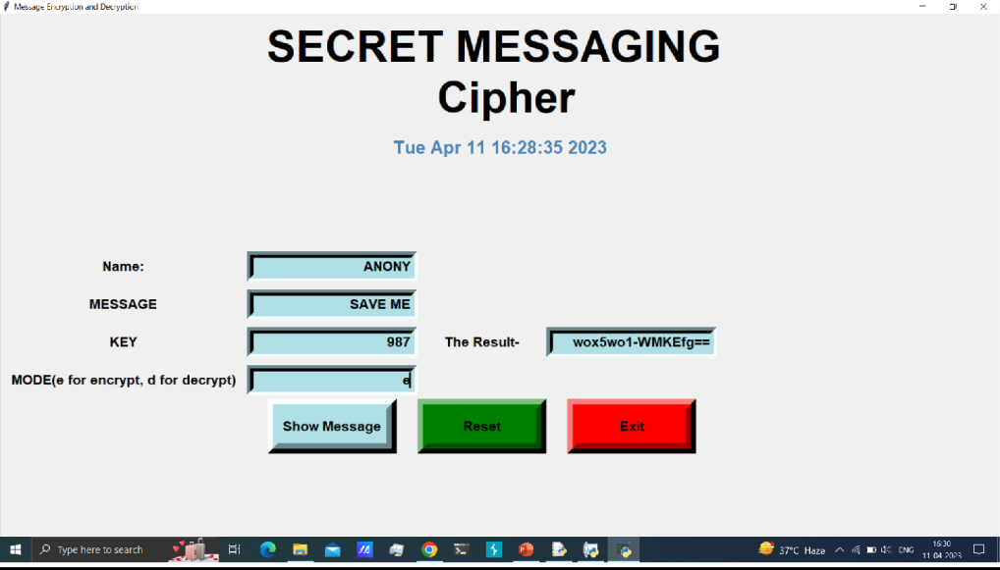 Message Encryption and Decryption
SECRET MESSAGING
Cipher
Tue Apr 11 16:28:35 2023
Name:
ANONY
MESSAGE
SAVE ME
KEY
987
The Result-
wox5wo1-WMKEfg==
MODE(e for encrypt, d for decrypt)
e
Show Message
Reset
Exit
Type here to search
37°C Haze
ENG
16:30
11-04-2023